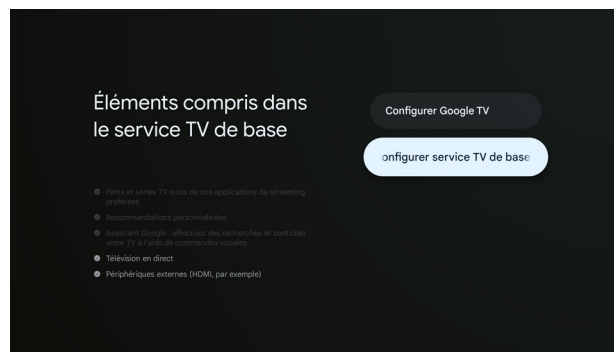 Éléments compris dans
le service TV de base
Configurer Google TV
onfigurer service TV de base
Films et séries TV issus de vos applications de streaming
préférées
Recommandations personnalisées
Assistant Google : effectuez des recherches et contrôlez
votre TV à l'aide de commandes vocales
Télévision en direct
Périphériques externes (HDMI, par exemple)